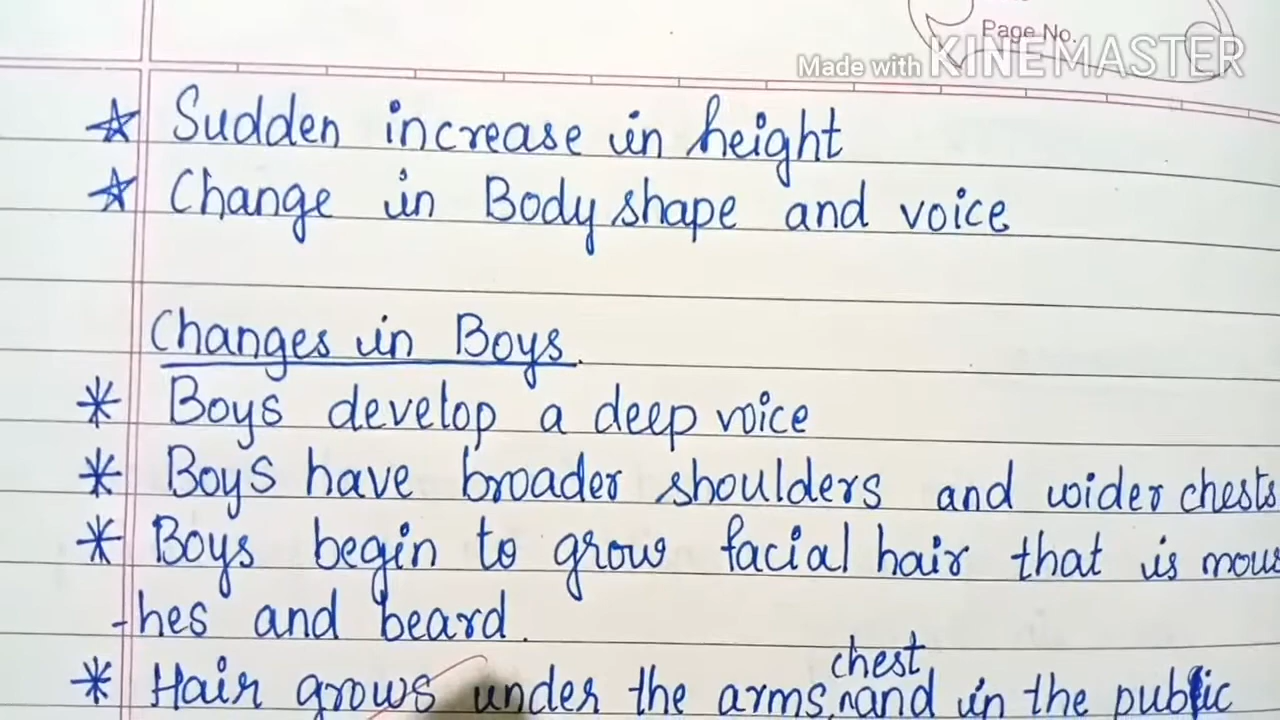 Page No.
Made with KINEMASTER
☆ Sudden increase in height
☆ Change in Body shape and voice
Changes in Boys.
* Boys develop a deep voice
* Boys have broader shoulders and wider chests
* Boys begin to grow facial hair that is mous
-hes and beard.
chest
* Hair grows under the arms, and in the public